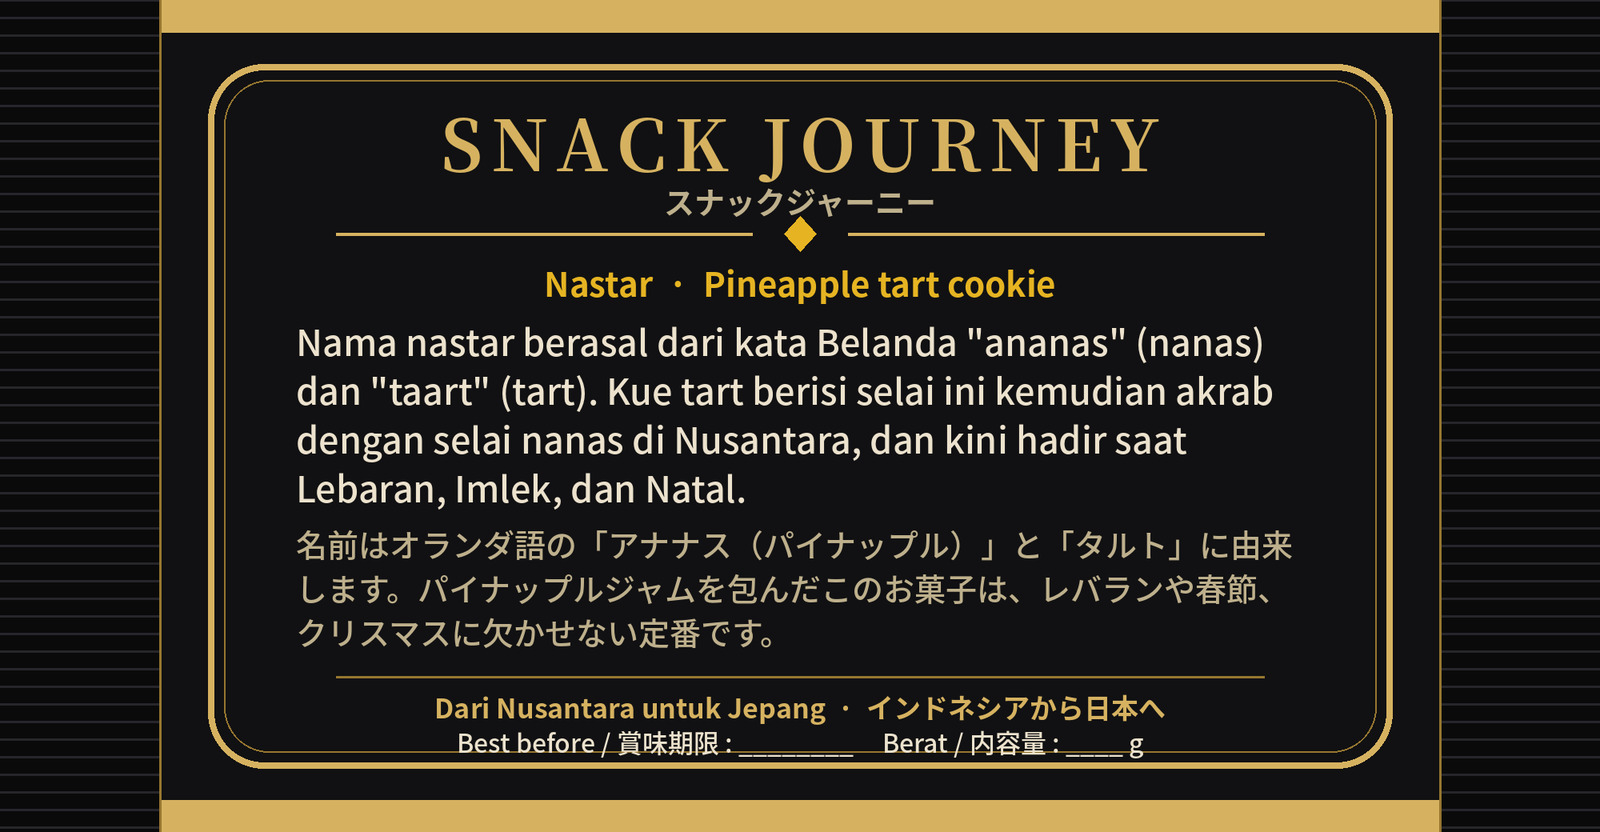 SNACK JOURNEY
スナックジャーニー
Nastar · Pineapple tart cookie
Nama nastar berasal dari kata Belanda "ananas" (nanas)
dan "taart" (tart). Kue tart berisi selai ini kemudian akrab
dengan selai nanas di Nusantara, dan kini hadir saat
Lebaran, Imlek, dan Natal.
名前はオランダ語の「アナナス（パイナップル）」と「タルト」に由来
します。パイナップルジャムを包んだこのお菓子は、レバランや春節、
クリスマスに欠かせない定番です。
Dari Nusantara untuk Jepang · インドネシアから日本へ
Best before / 賞味期限 : ________ Berat / 内容量 : ____ g